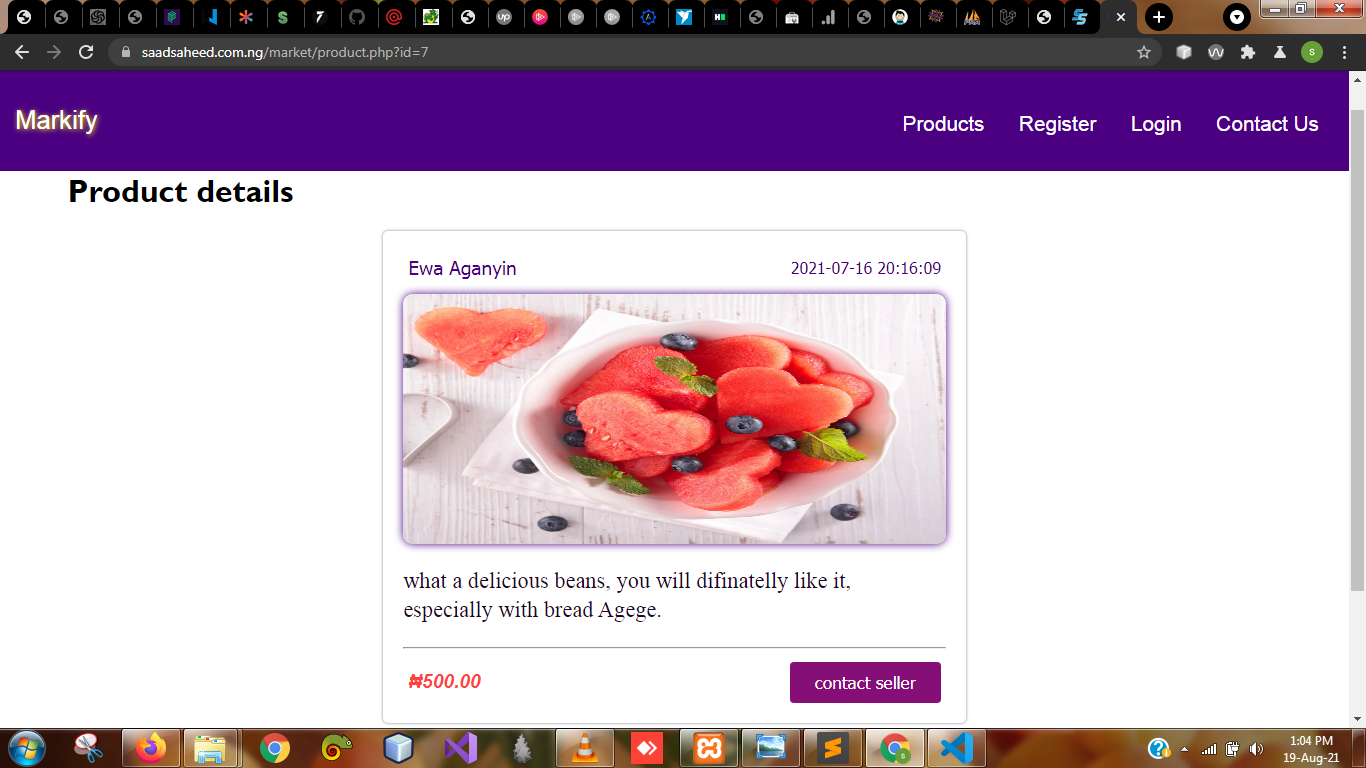 saadsaheed.com.ng/market/product.php?id=7
Markify
Products Register Login Contact Us
Product details
Ewa Aganyin 2021-07-16 20:16:09
what a delicious beans, you will difinatelly like it,
especially with bread Agege.
₦500.00 contact seller
1:04 PM
19-Aug-21